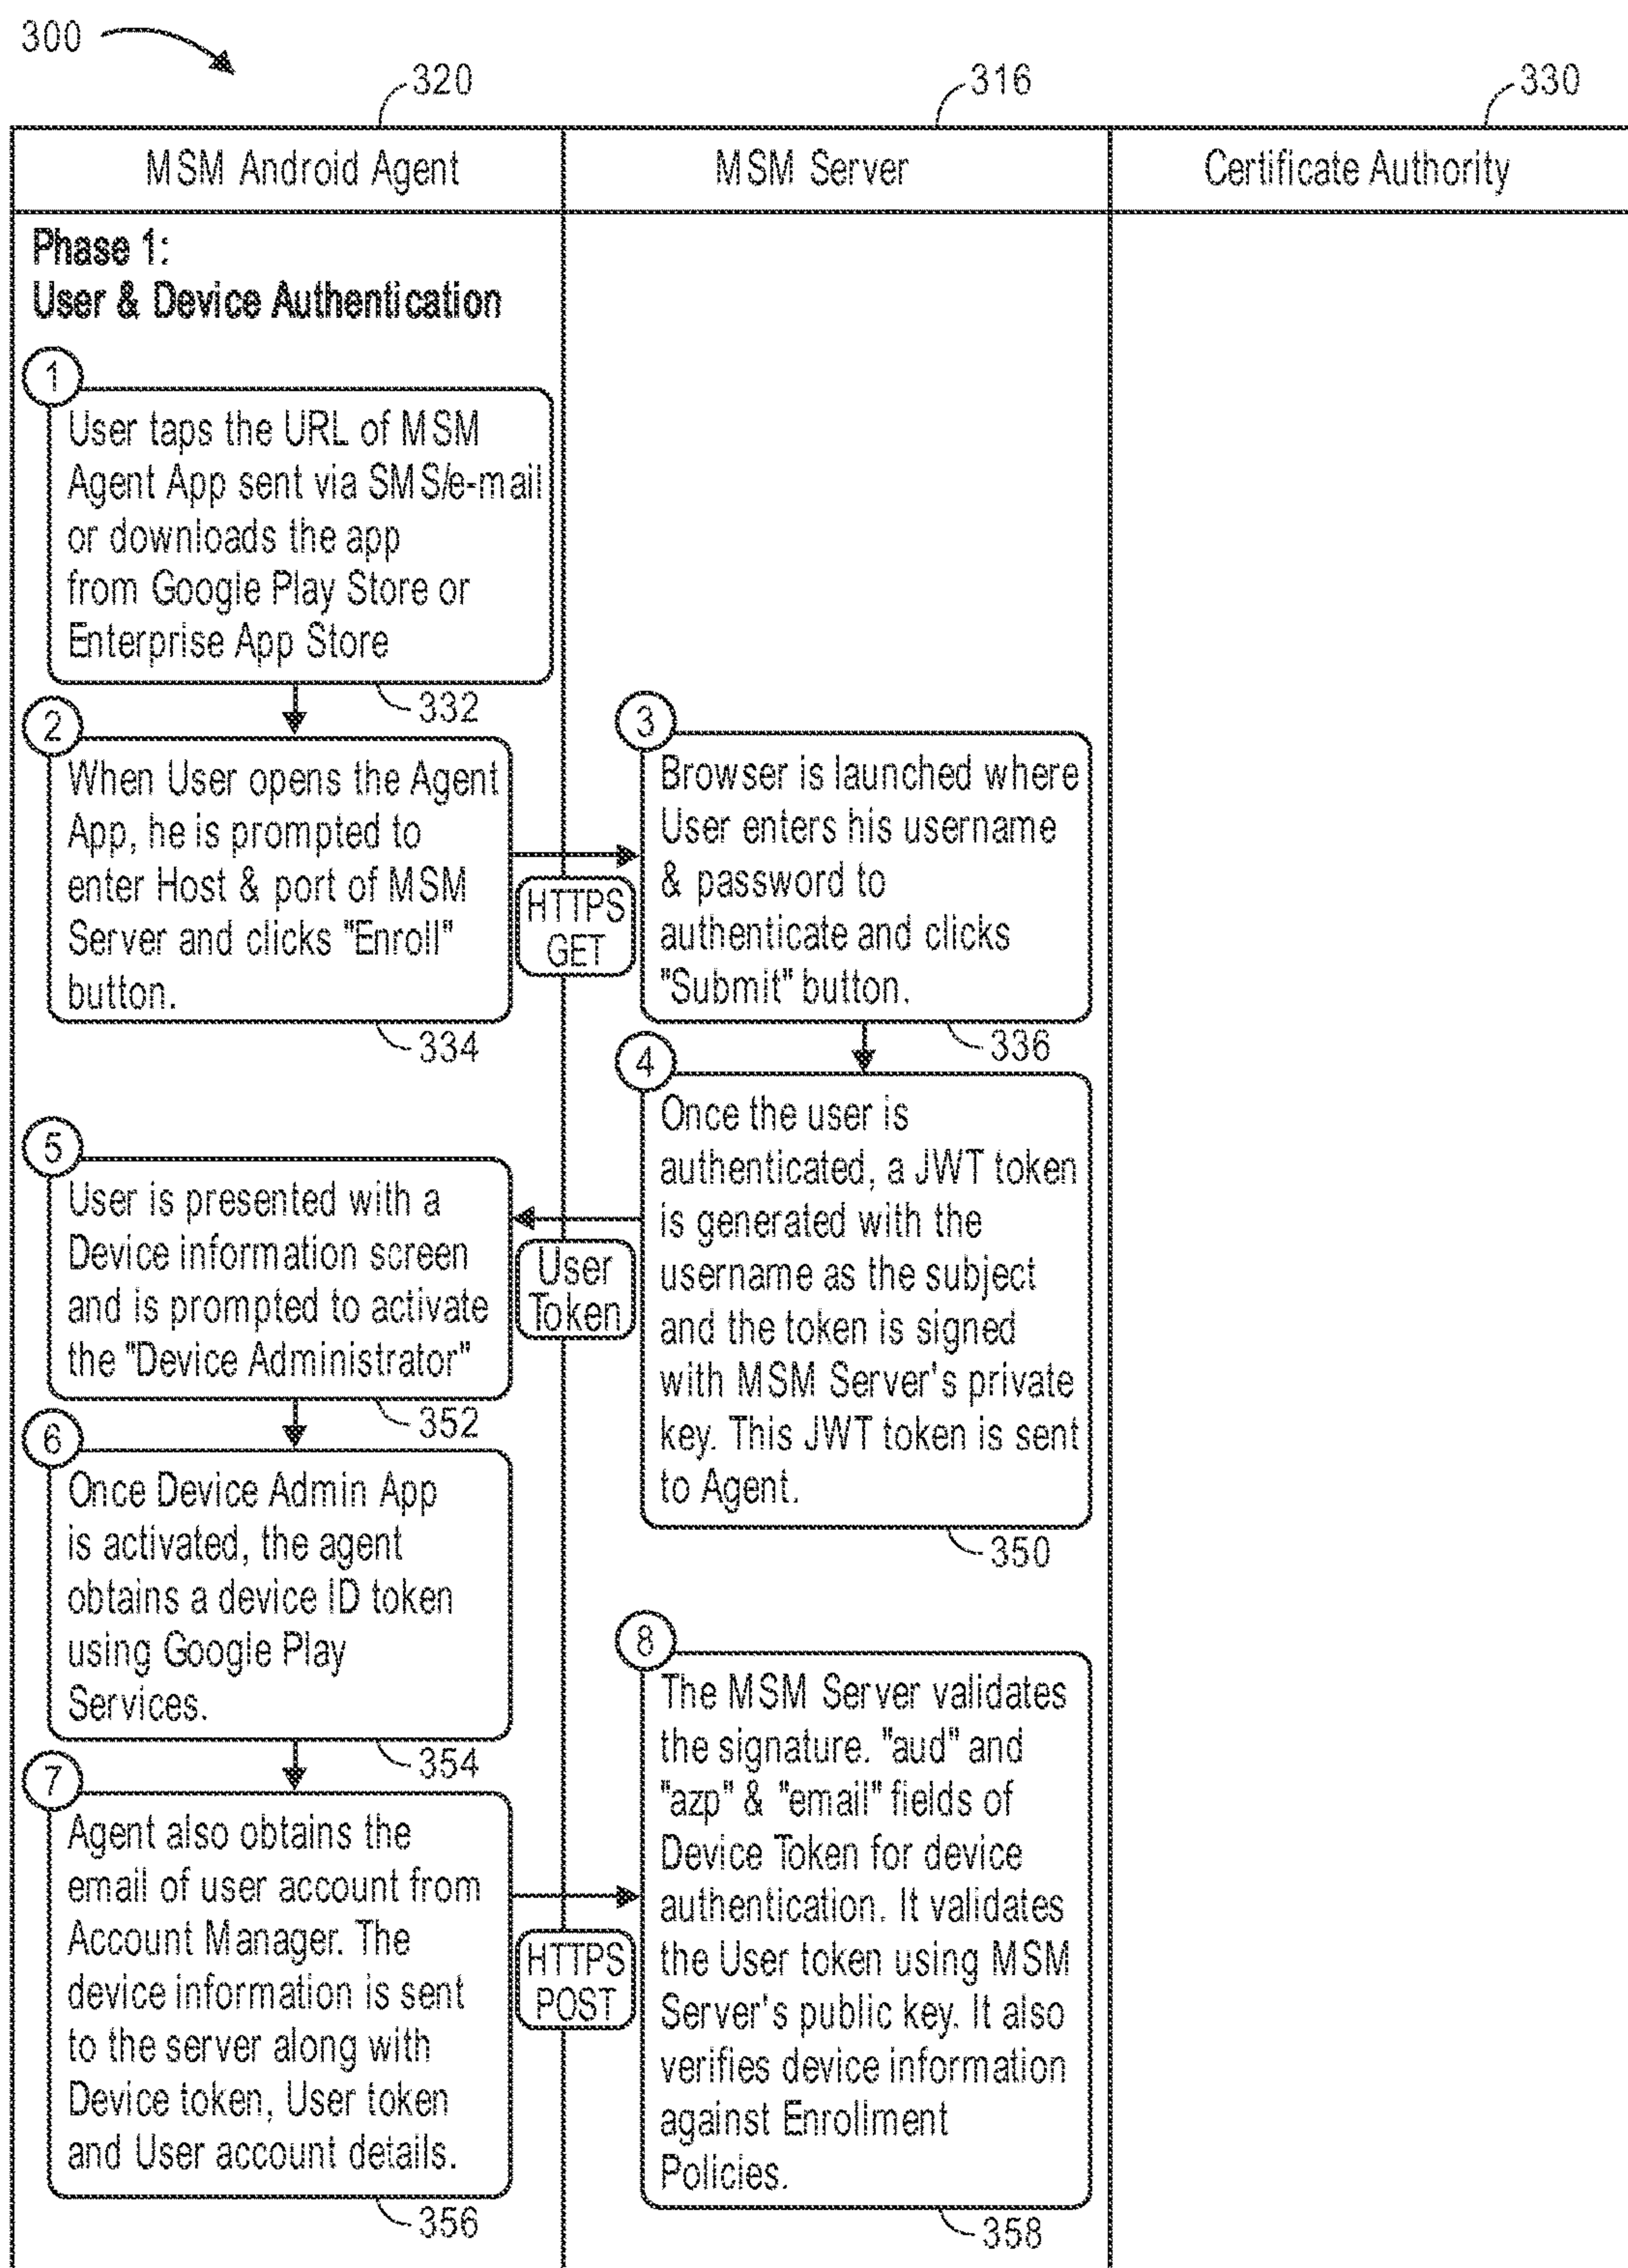 300
320
316
330
MSM Android Agent
MSM Server
Certificate Authority
Phase 1:
User & Device Authentication
1
User taps the URL of MSM
Agent App sent via SMS/e-mail
or downloads the app
from Google Play Store or
Enterprise App Store
332
2
When User opens the Agent
App, he is prompted to
enter Host & port of MSM
Server and clicks "Enroll"
button.
334
HTTPS
GET
3
Browser is launched where
User enters his username
& password to
authenticate and clicks
"Submit" button.
336
4
Once the user is
authenticated, a JWT token
is generated with the
username as the subject
and the token is signed
with MSM Server's private
key. This JWT token is sent
to Agent.
350
User
Token
5
User is presented with a
Device information screen
and is prompted to activate
the "Device Administrator"
352
6
Once Device Admin App
is activated, the agent
obtains a device ID token
using Google Play
Services.
354
7
Agent also obtains the
email of user account from
Account Manager. The
device information is sent
to the server along with
Device token, User token
and User account details.
356
HTTPS
POST
8
The MSM Server validates
the signature. "aud" and
"azp" & "email" fields of
Device Token for device
authentication. It validates
the User token using MSM
Server's public key. It also
verifies device information
against Enrollment
Policies.
358